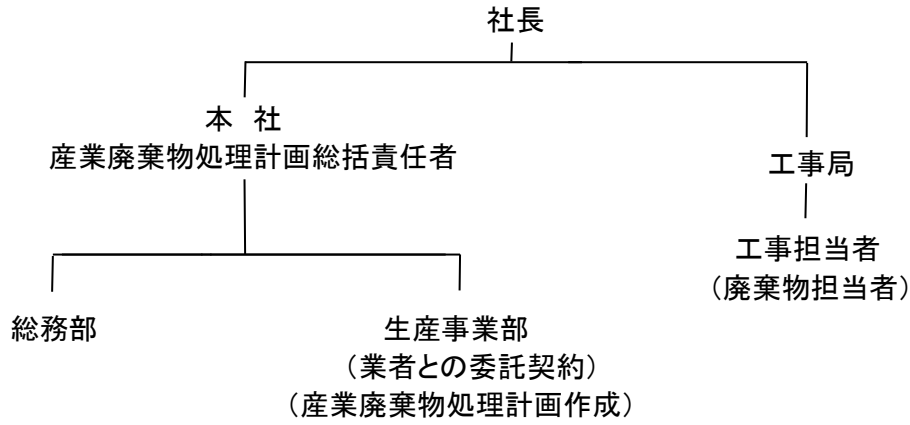 社長
本　社
産業廃棄物処理計画総括責任者
工事局
工事担当者
（廃棄物担当者）
総務部
生産事業部
（業者との委託契約）
（産業廃棄物処理計画作成）